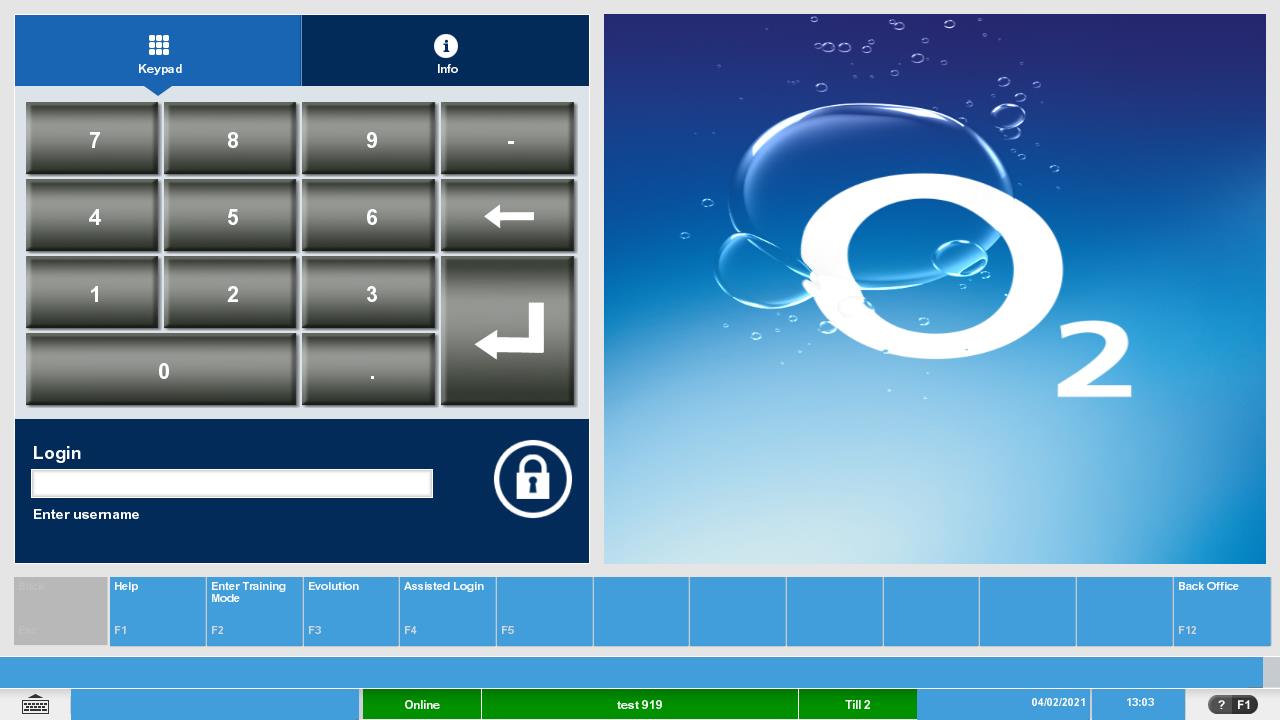 Keypad
Info
7 8 9 -
4 5 6
1 2 3
0 .
O2
Login
Enter username
Back
Help
Enter Training
Mode
Evolution
Assisted Login
Back Office
Esc
F1
F2
F3
F4
F5
F12
Online
test 919
Till 2
04/02/2021
13:03
? F1